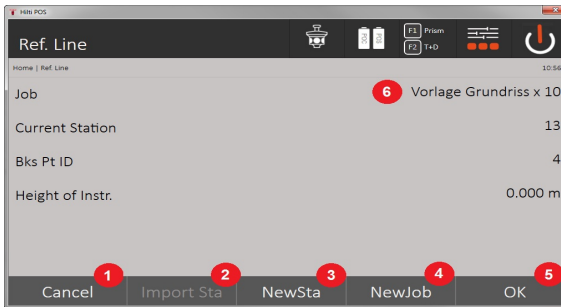 Hilti POS
Ref. Line
POC
POS
F1 Prism
F2 T+D
Home | Ref. Line
10:56
Job
6
Vorlage Grundriss x 10
Current Station
13
Bks Pt ID
4
Height of Instr.
0.000 m
1
2
3
4
5
Cancel
Import Sta
NewSta
NewJob
OK